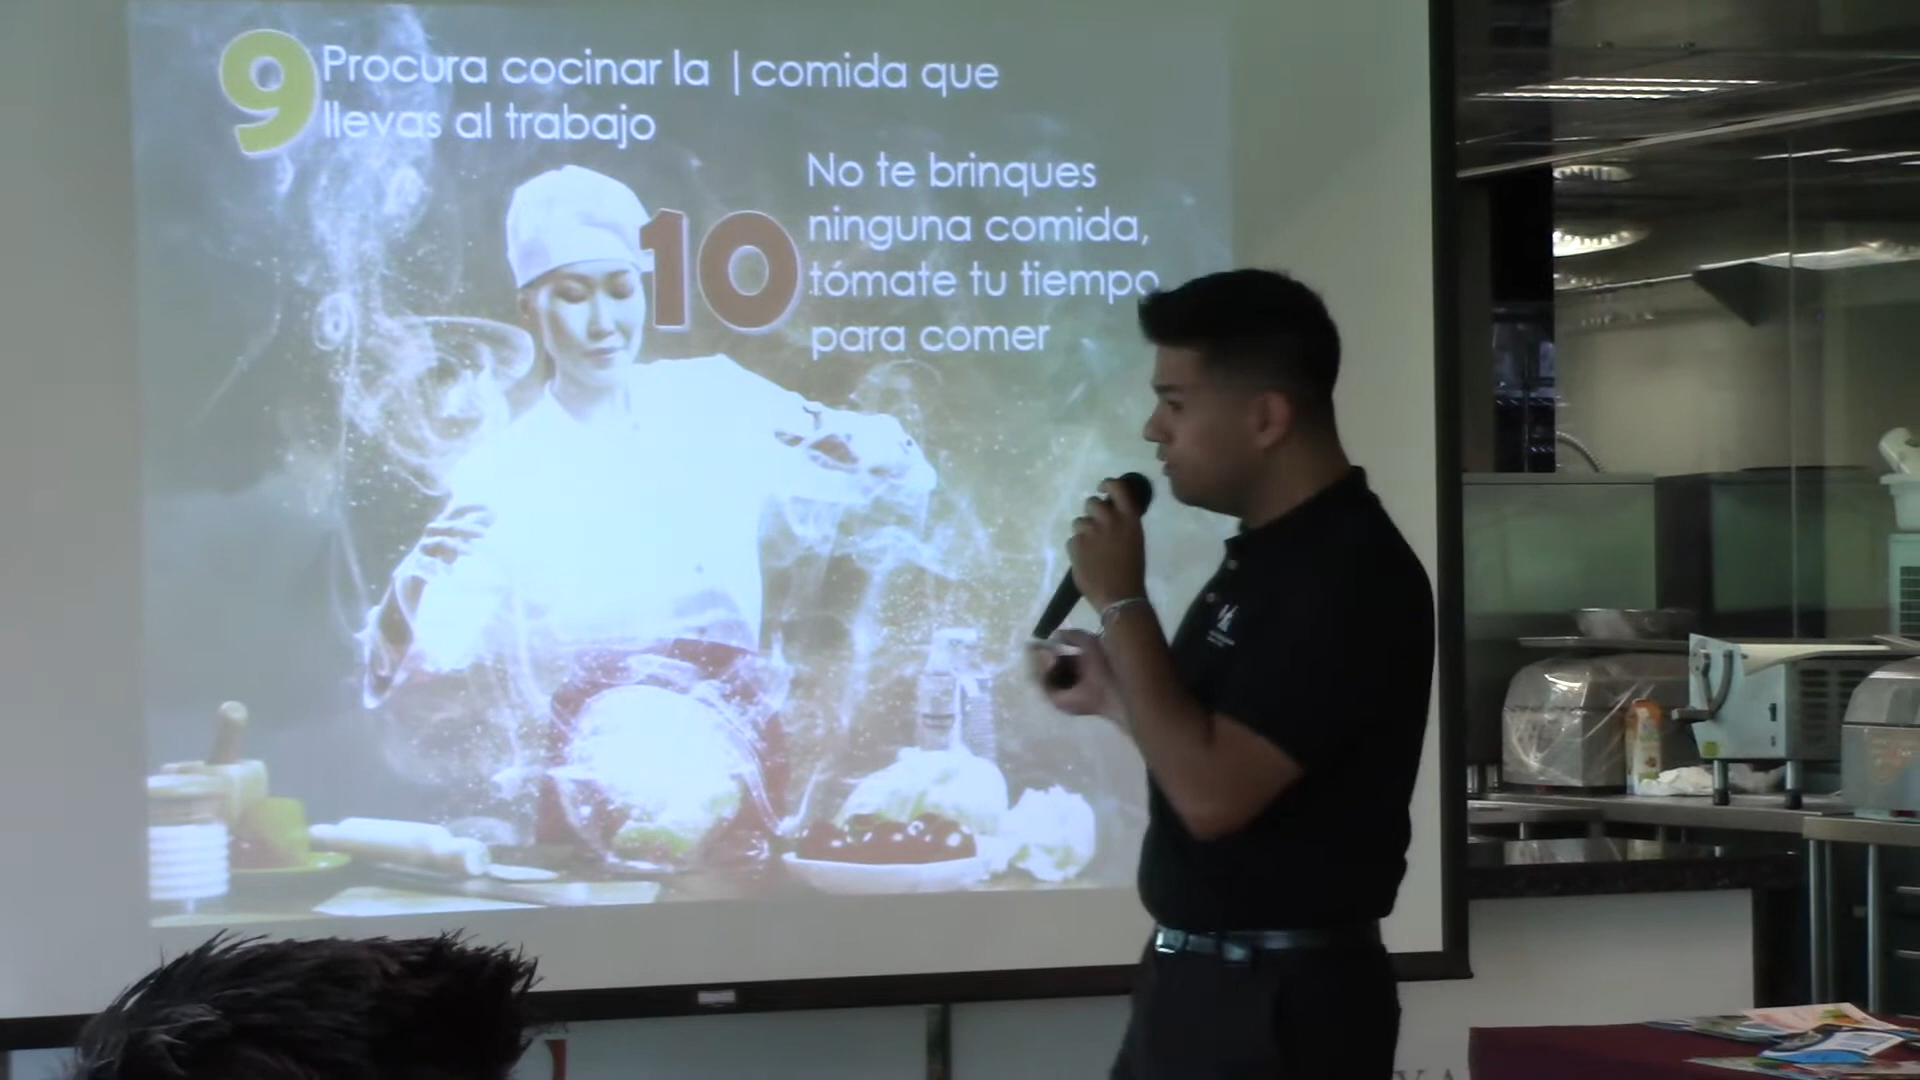 9 Procura cocinar la |comida que
llevas al trabajo
10 No te brinques
ninguna comida,
tómate tu tiempo
para comer